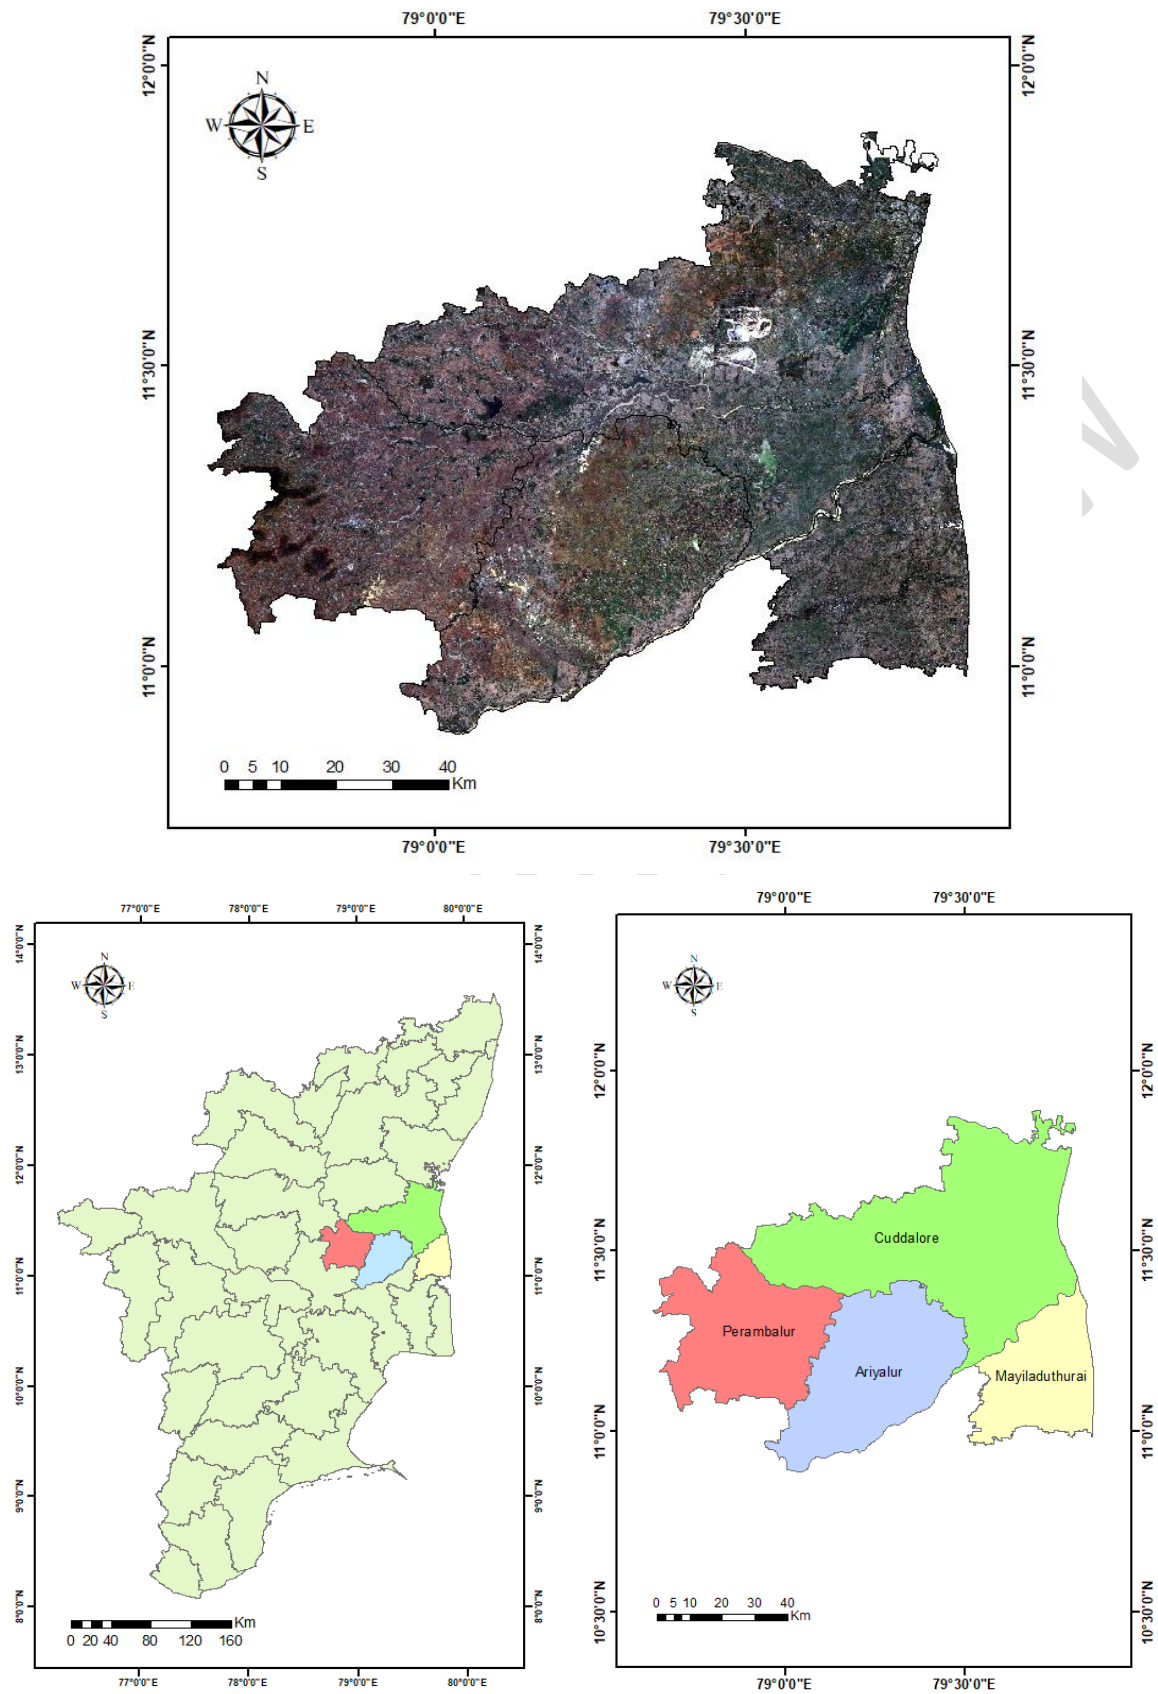 79°0'0"E 79°30'0"E
12°0'0"N 12°0'0"N
N
W E
S
11°30'0"N 11°30'0"N
11°0'0"N 11°0'0"N
0 5 10 20 30 40
Km
79°0'0"E 79°30'0"E
77°0'0"E 78°0'0"E 79°0'0"E 80°0'0"E
14°0'0"N 14°0'0"N
N
W E
S
13°0'0"N 13°0'0"N
12°0'0"N 12°0'0"N
11°0'0"N 11°0'0"N
10°0'0"N 10°0'0"N
9°0'0"N 9°0'0"N
8°0'0"N 8°0'0"N
Km
0 20 40 80 120 160
77°0'0"E 78°0'0"E 79°0'0"E 80°0'0"E
79°0'0"E 79°30'0"E
N
W E
S
12°0'0"N 12°0'0"N
Cuddalore
11°30'0"N 11°30'0"N
Perambalur
Ariyalur
Mayiladuthurai
11°0'0"N 11°0'0"N
10°30'0"N 10°30'0"N
0 5 10 20 30 40
Km
79°0'0"E 79°30'0"E